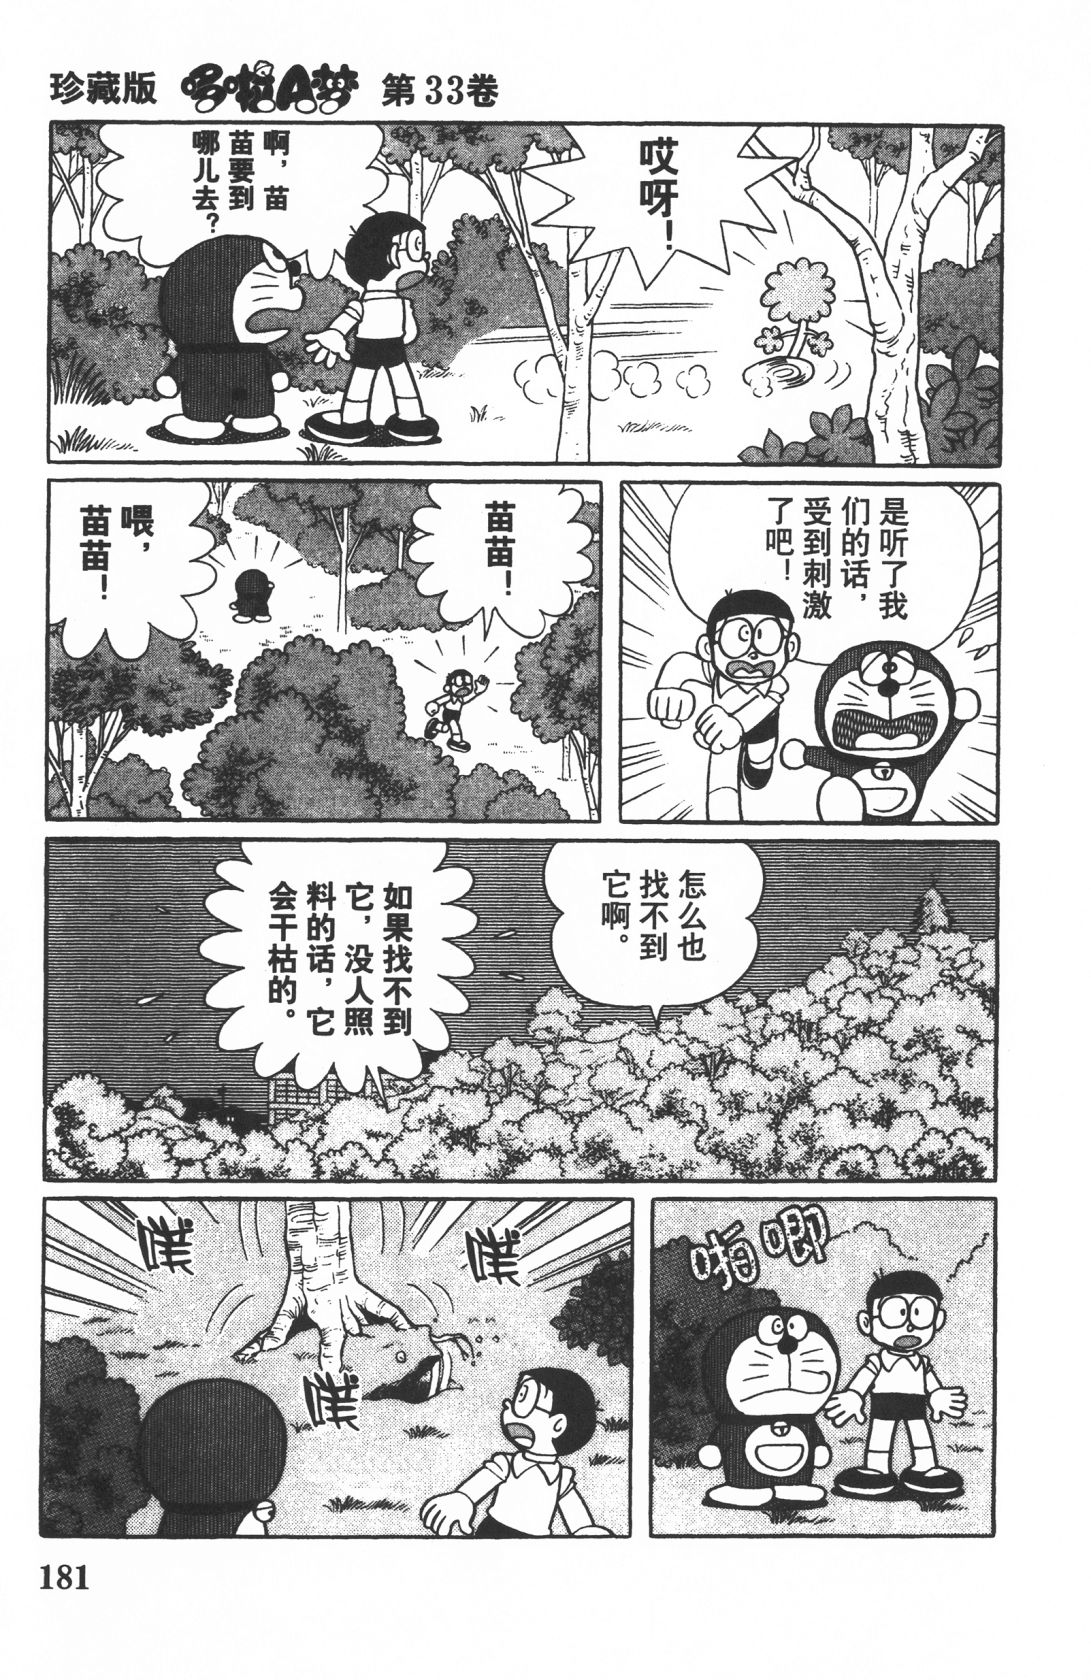 珍藏版 哆啦A梦 第33卷
哎呀！
啊，苗
苗要到
哪儿去？
是听了我
们的话，
受到刺激
了吧！
苗苗！
喂，
苗苗！
怎么也
找不到
它啊。
如果找不到
它，没人照
料的话，它
会干枯的。
唧
啪
噗
噗
噗
181